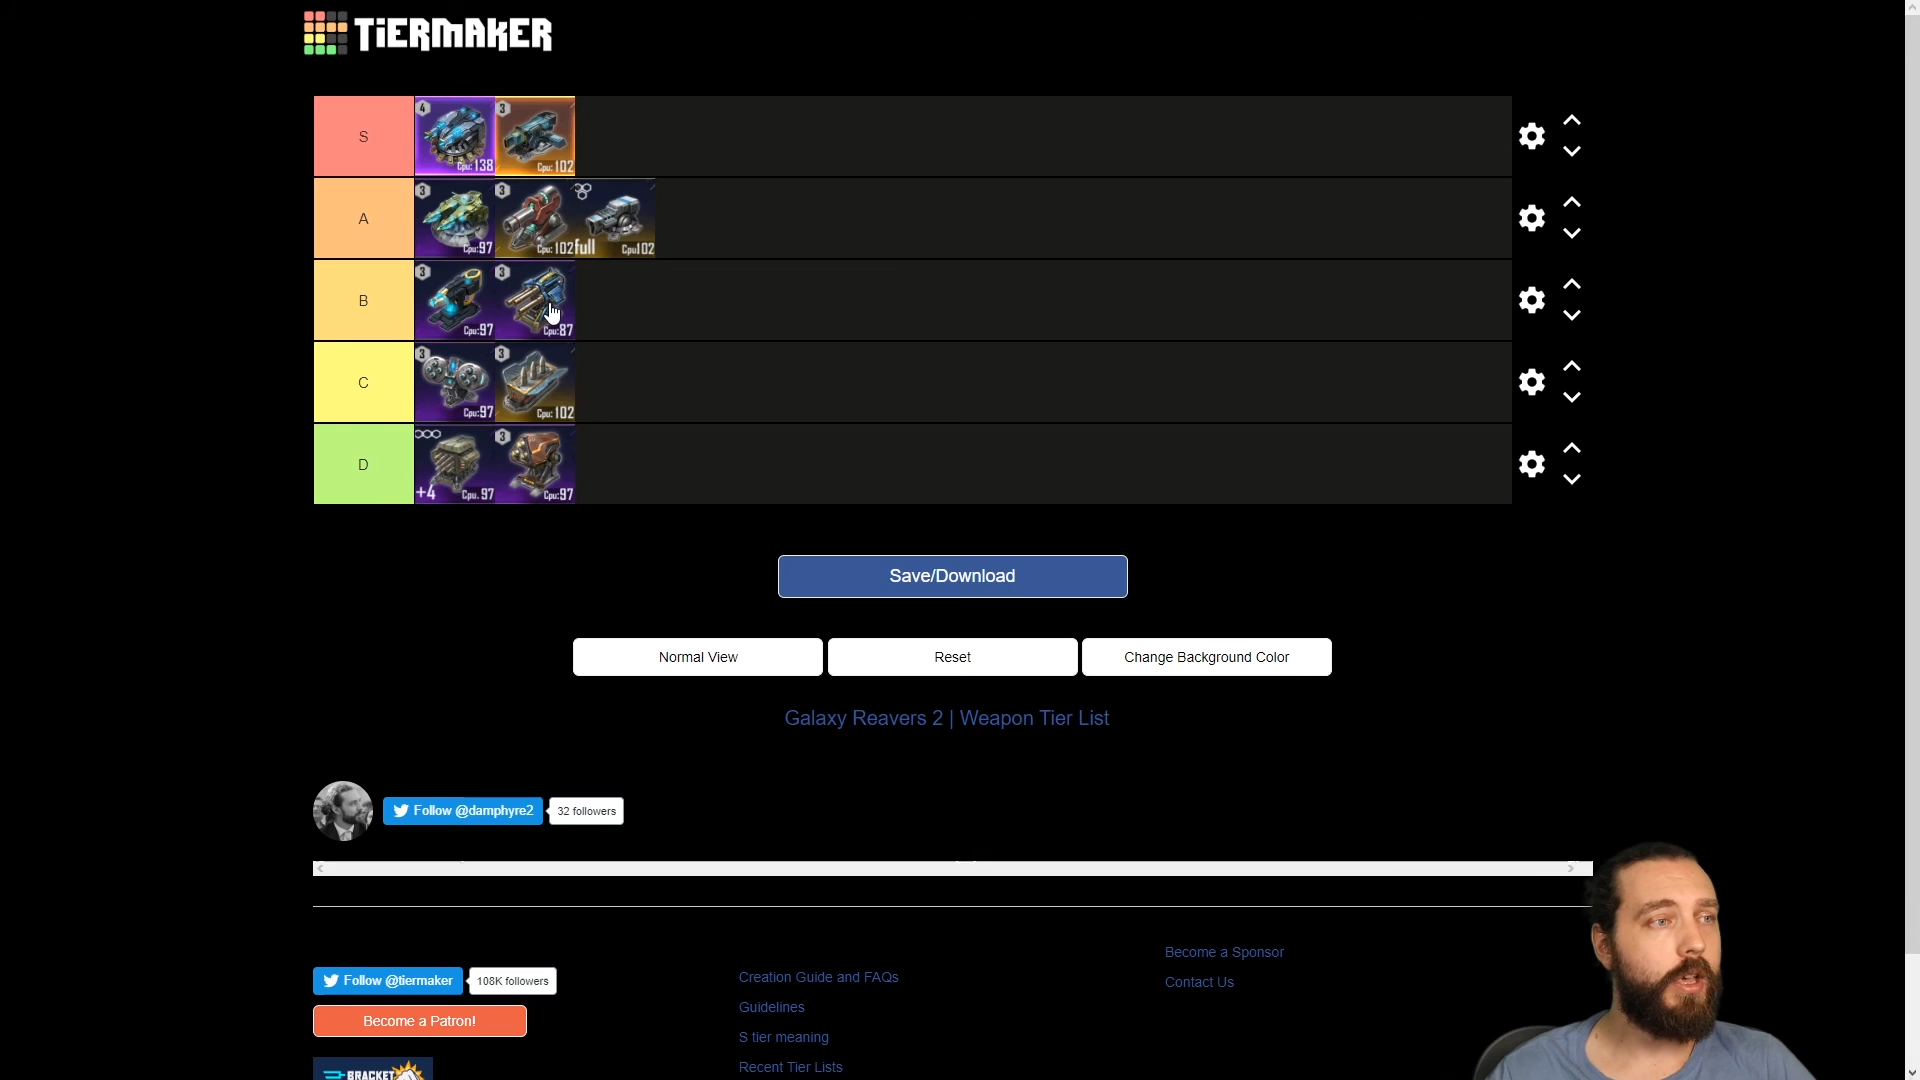 TiERMAKER
S
4
Cpu:138
3
Cpu:102
A
3
Cpu:97
3
Cpu:102
full
Cpu102
B
3
Cpu:97
3
Cpu:87
C
3
Cpu:97
3
Cpu:102
D
+4
Cpu.97
3
Cpu:97
Save/Download
Normal View
Reset
Change Background Color
Galaxy Reavers 2 | Weapon Tier List
Follow @damphyre2
32 followers
Follow @tiermaker
108K followers
Become a Patron!
BRACKET
Creation Guide and FAQs
Guidelines
S tier meaning
Recent Tier Lists
Become a Sponsor
Contact Us